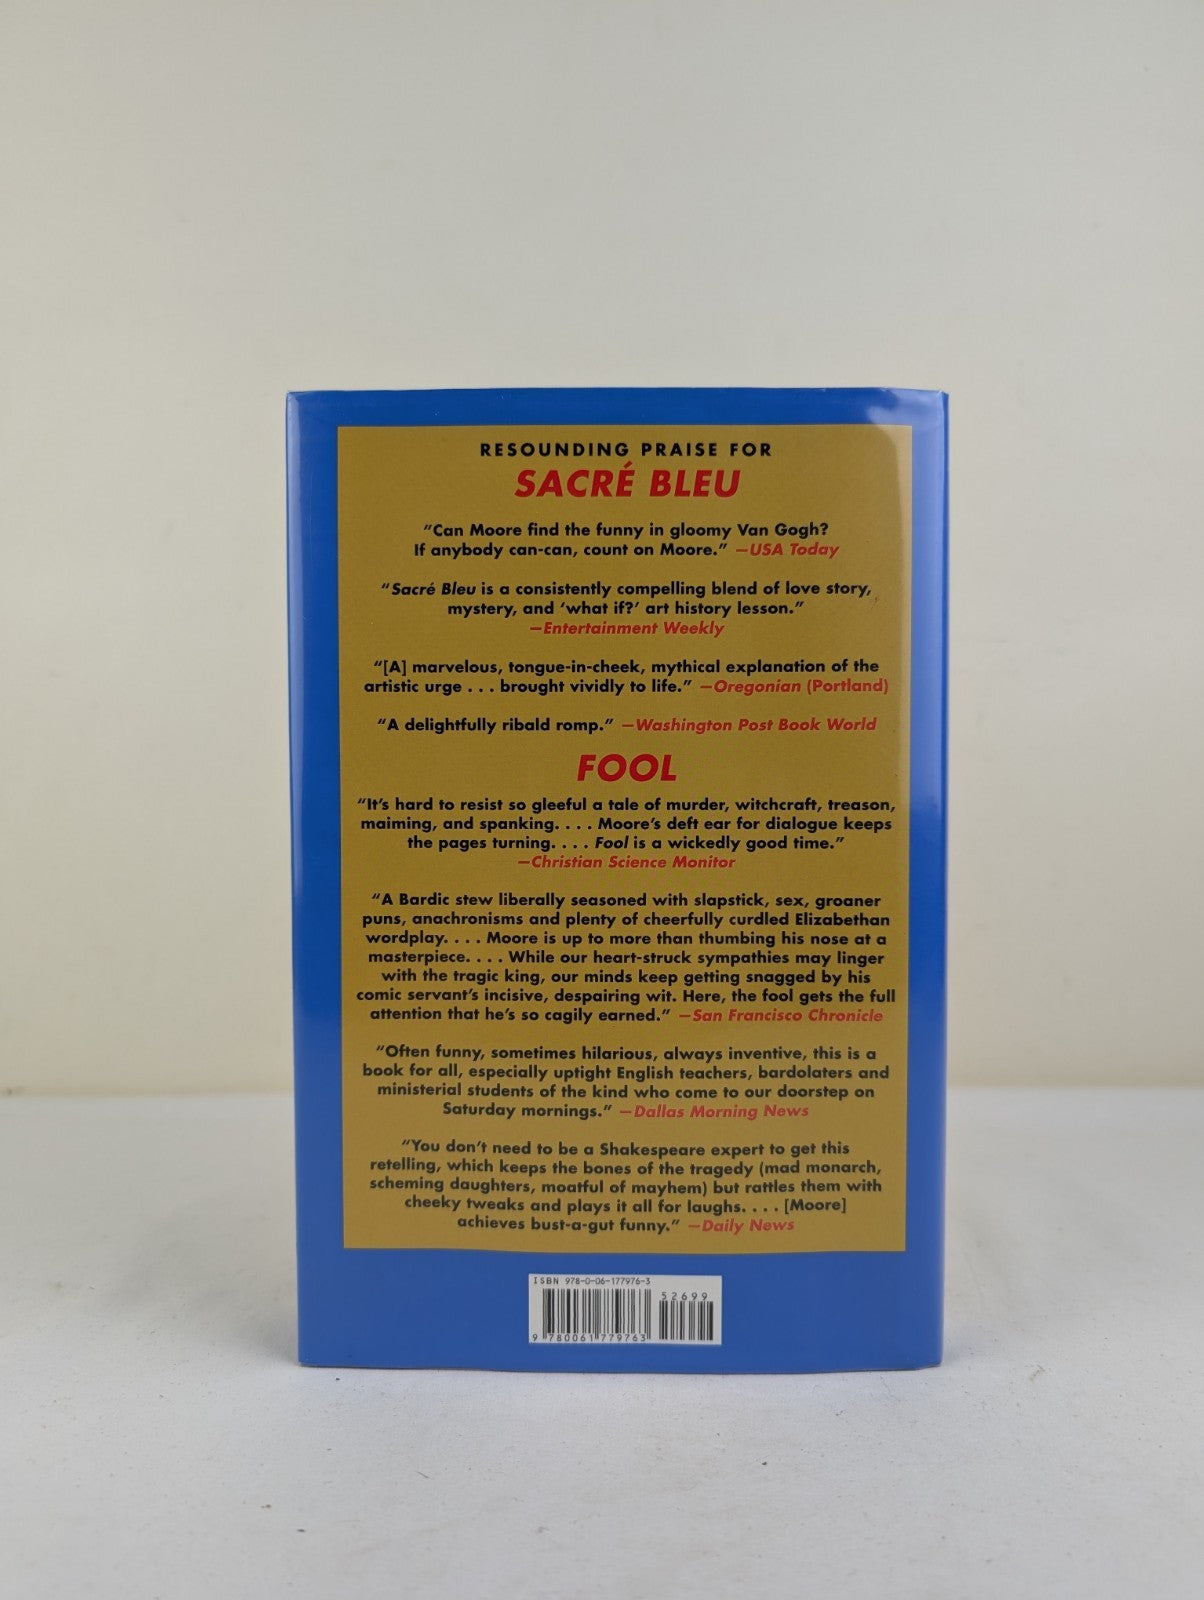 RESOUNDING PRAISE FOR
SACRÉ BLEU
“Can Moore find the funny in gloomy Van Gogh?
If anybody can-can, count on Moore.” —USA Today
“Sacré Bleu is a consistently compelling blend of love story,
mystery, and ‘what if?’ art history lesson.”
—Entertainment Weekly
“[A] marvelous, tongue-in-cheek, mythical explanation of the
artistic urge . . . brought vividly to life.” —Oregonian (Portland)
“A delightfully ribald romp.” —Washington Post Book World
FOOL
“It’s hard to resist so gleeful a tale of murder, witchcraft, treason,
maiming, and spanking. . . . Moore’s deft ear for dialogue keeps
the pages turning. . . . Fool is a wickedly good time.”
—Christian Science Monitor
“A Bardic stew liberally seasoned with slapstick, sex, groaner
puns, anachronisms and plenty of cheerfully curdled Elizabethan
wordplay. . . . Moore is up to more than thumbing his nose at a
masterpiece. . . . While our heart-struck sympathies may linger
with the tragic king, our minds keep getting snagged by his
comic servant’s incisive, despairing wit. Here, the fool gets the full
attention that he’s so cagily earned.” —San Francisco Chronicle
“Often funny, sometimes hilarious, always inventive, this is a
book for all, especially uptight English teachers, bardolaters and
ministerial students of the kind who come to our doorstep on
Saturday mornings.” —Dallas Morning News
“You don’t need to be a Shakespeare expert to get this
retelling, which keeps the bones of the tragedy (mad monarch,
scheming daughters, moatful of mayhem) but rattles them with
cheeky tweaks and plays it all for laughs. . . . [Moore]
achieves bust-a-gut funny.” —Daily News
ISBN 978-0-06-177976-3
52699
9 780061 779763